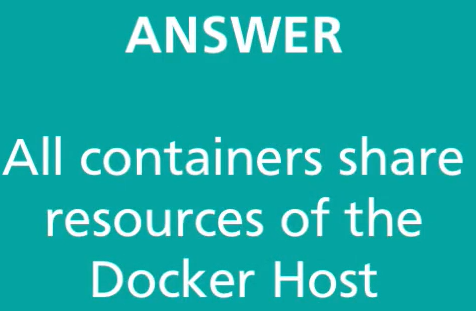 ANSWER
All containers share
resources of the
Docker Host